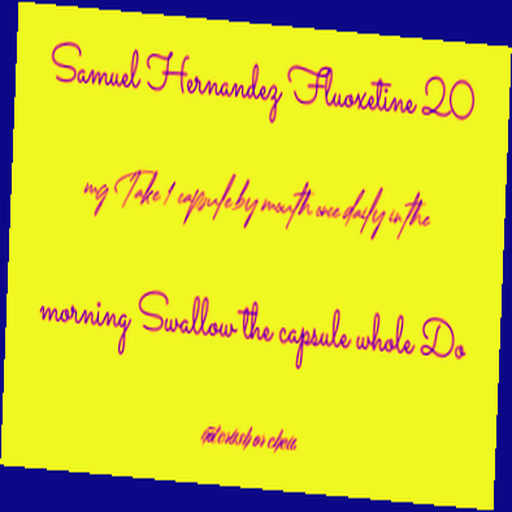 Samuel Hernandez Fluoxetine 20
mg Take 1 capsule by mouth once daily in the
morning Swallow the capsule whole Do
not crush or chew